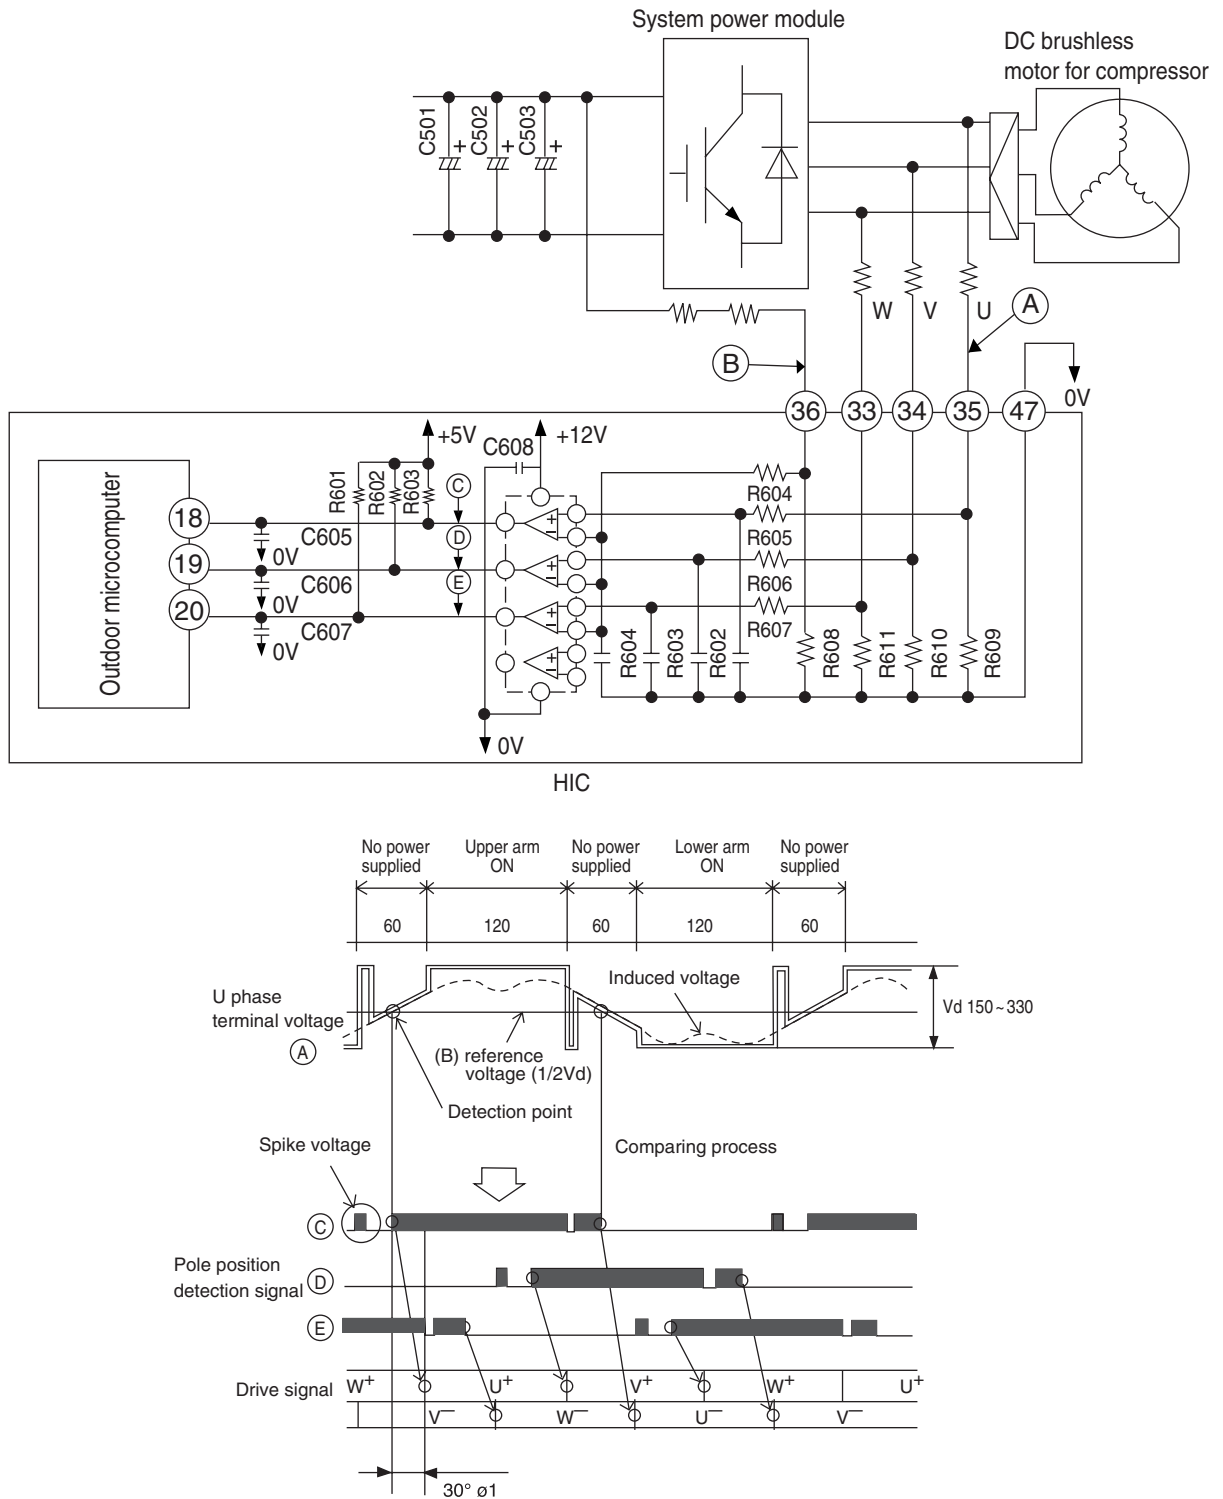 System power module
DC brushless
motor for compressor
C501
C502
C503
+
+
+
W
V
U
A
B
36
33
34
35
47
0V
+5V
C608
+12V
Outdoor microcomputer
18
19
20
R601
R602
R603
C
D
E
C605
0V
C606
0V
C607
0V
R604
R605
R606
R607
R604
R603
R602
R608
R611
R610
R609
0V
HIC
No power
supplied
Upper arm
ON
No power
supplied
Lower arm
ON
No power
supplied
60
120
60
120
60
U phase
terminal voltage
A
Induced voltage
Vd 150~330
(B) reference
voltage (1/2Vd)
Detection point
Spike voltage
Comparing process
C
Pole position
detection signal
D
E
Drive signal
W+
U+
V+
W+
U+
V−
W−
U−
V−
30° ø1